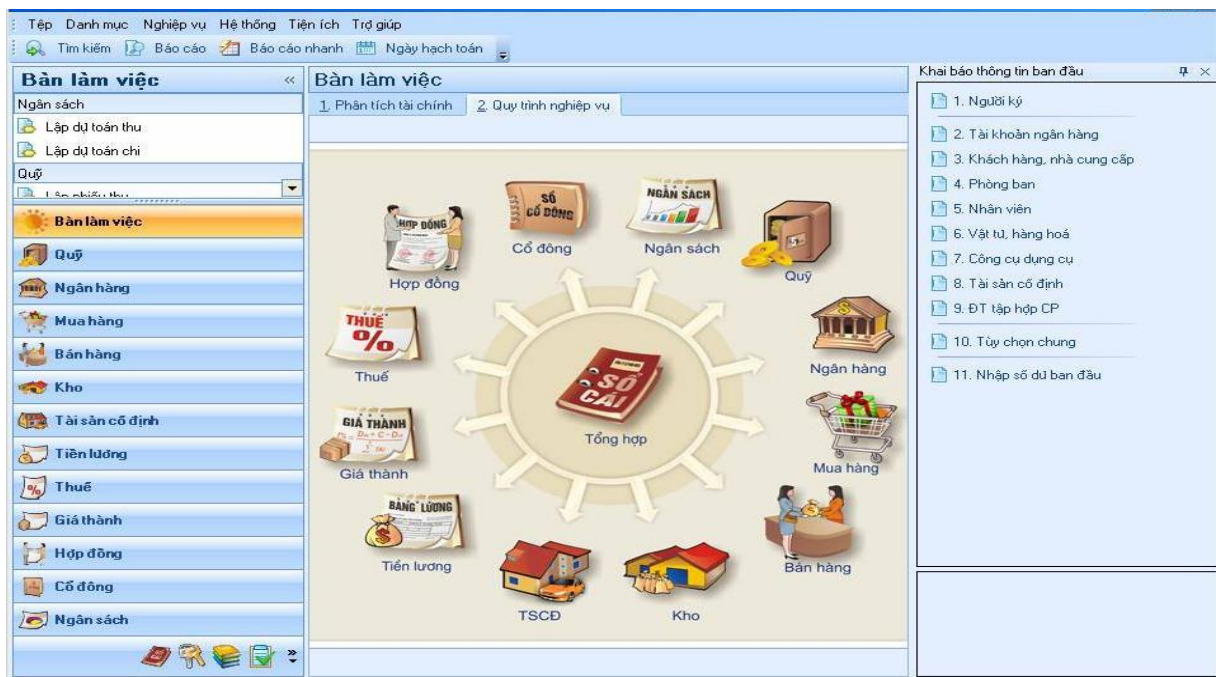 Tệp Danh mục Nghiệp vụ Hệ thống Tiện ích Trợ giúp
Tìm kiếm Báo cáo Báo cáo nhanh Ngày hạch toán
Bàn làm việc «
Ngân sách
Lập dự toán thu
Lập dự toán chi
Quỹ
Lập phiếu thu
Bàn làm việc
Quỹ
Ngân hàng
Mua hàng
Bán hàng
Kho
Tài sản cố định
Tiền lương
Thuế
Giá thành
Hợp đồng
Cổ đông
Ngân sách
Bàn làm việc
1. Phân tích tài chính 2. Quy trình nghiệp vụ
SỔ CỔ ĐÔNG
Cổ đông
NGÂN SÁCH
Ngân sách
HỢP ĐỒNG
Hợp đồng
Quỹ
THUẾ
%
Thuế
Ngân hàng
SỔ CÁI
Tổng hợp
GIÁ THÀNH
Giá thành
Mua hàng
BẢNG LƯƠNG
Tiền lương
Bán hàng
TSCĐ
Kho
Khai báo thông tin ban đầu
1. Người ký
2. Tài khoản ngân hàng
3. Khách hàng, nhà cung cấp
4. Phòng ban
5. Nhân viên
6. Vật tư, hàng hoá
7. Công cụ dụng cụ
8. Tài sản cố định
9. ĐT tập hợp CP
10. Tùy chọn chung
11. Nhập số dư ban đầu